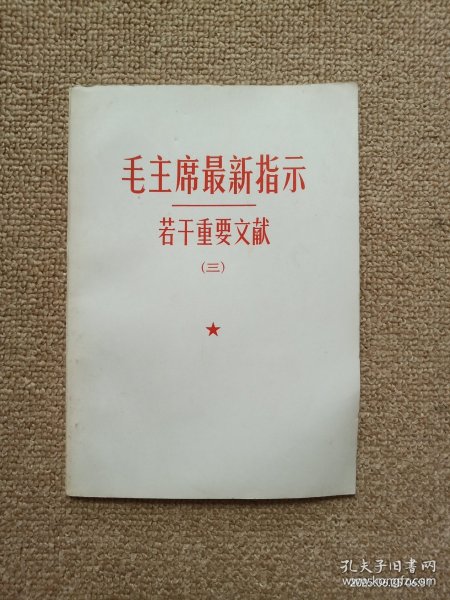 毛主席最新指示
若干重要文献
(三)
孔夫子旧书网